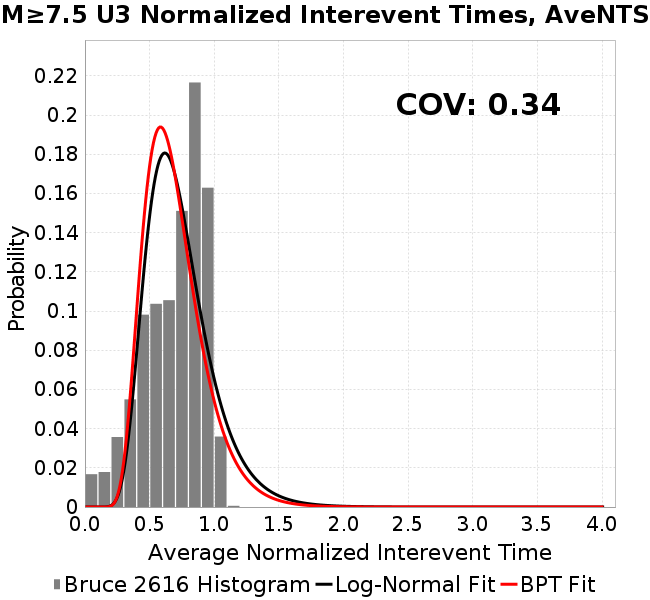 M≥7.5 U3 Normalized Interevent Times, AveNTS
COV: 0.34
0.22
0.2
0.18
0.16
0.14
0.12
0.1
0.08
0.06
0.04
0.02
0
Probability
0.0 0.5 1.0 1.5 2.0 2.5 3.0 3.5 4.0
Average Normalized Interevent Time
Bruce 2616 Histogram Log-Normal Fit BPT Fit